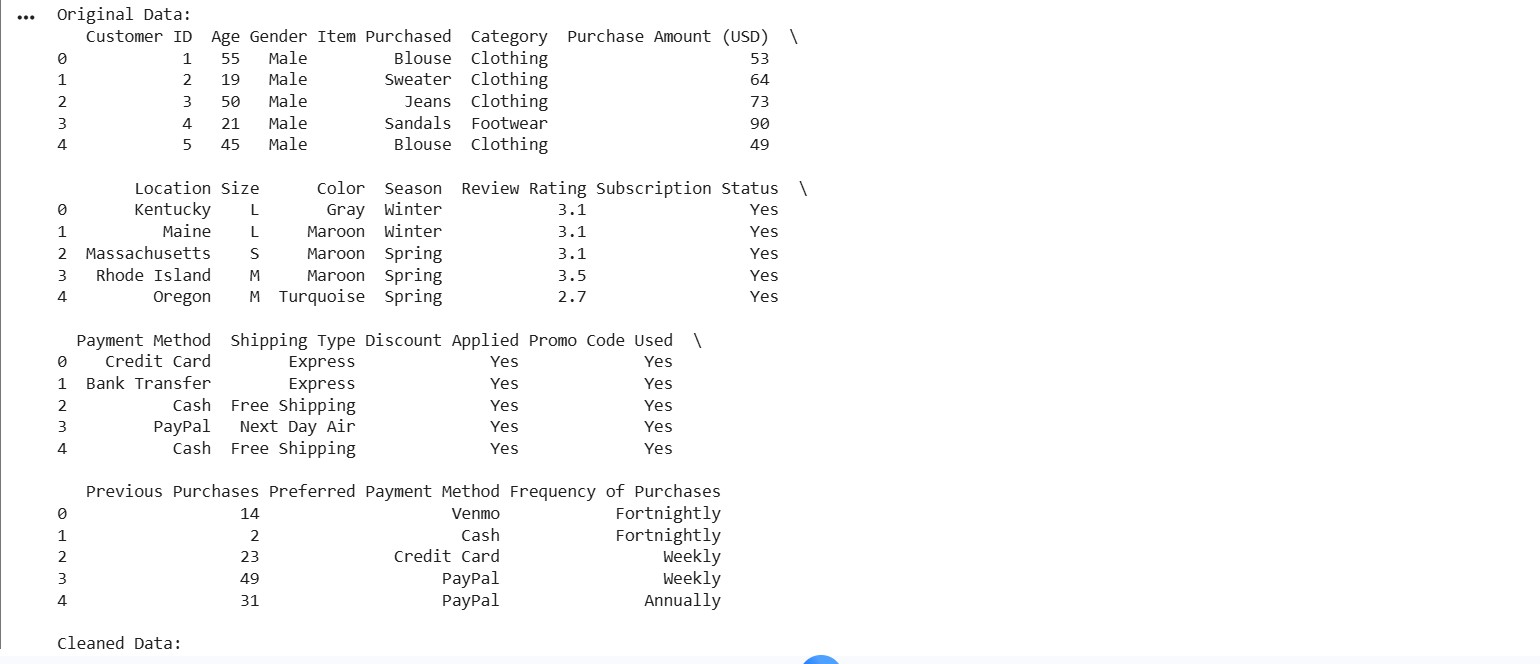 Original Data:
Customer ID Age Gender Item Purchased Category Purchase Amount (USD) \
0 1 55 Male Blouse Clothing 53
1 2 19 Male Sweater Clothing 64
2 3 50 Male Jeans Clothing 73
3 4 21 Male Sandals Footwear 90
4 5 45 Male Blouse Clothing 49
Location Size Color Season Review Rating Subscription Status \
0 Kentucky L Gray Winter 3.1 Yes
1 Maine L Maroon Winter 3.1 Yes
2 Massachusetts S Maroon Spring 3.1 Yes
3 Rhode Island M Maroon Spring 3.5 Yes
4 Oregon M Turquoise Spring 2.7 Yes
Payment Method Shipping Type Discount Applied Promo Code Used \
0 Credit Card Express Yes Yes
1 Bank Transfer Express Yes Yes
2 Cash Free Shipping Yes Yes
3 PayPal Next Day Air Yes Yes
4 Cash Free Shipping Yes Yes
Previous Purchases Preferred Payment Method Frequency of Purchases
0 14 Venmo Fortnightly
1 2 Cash Fortnightly
2 23 Credit Card Weekly
3 49 PayPal Weekly
4 31 PayPal Annually
Cleaned Data: